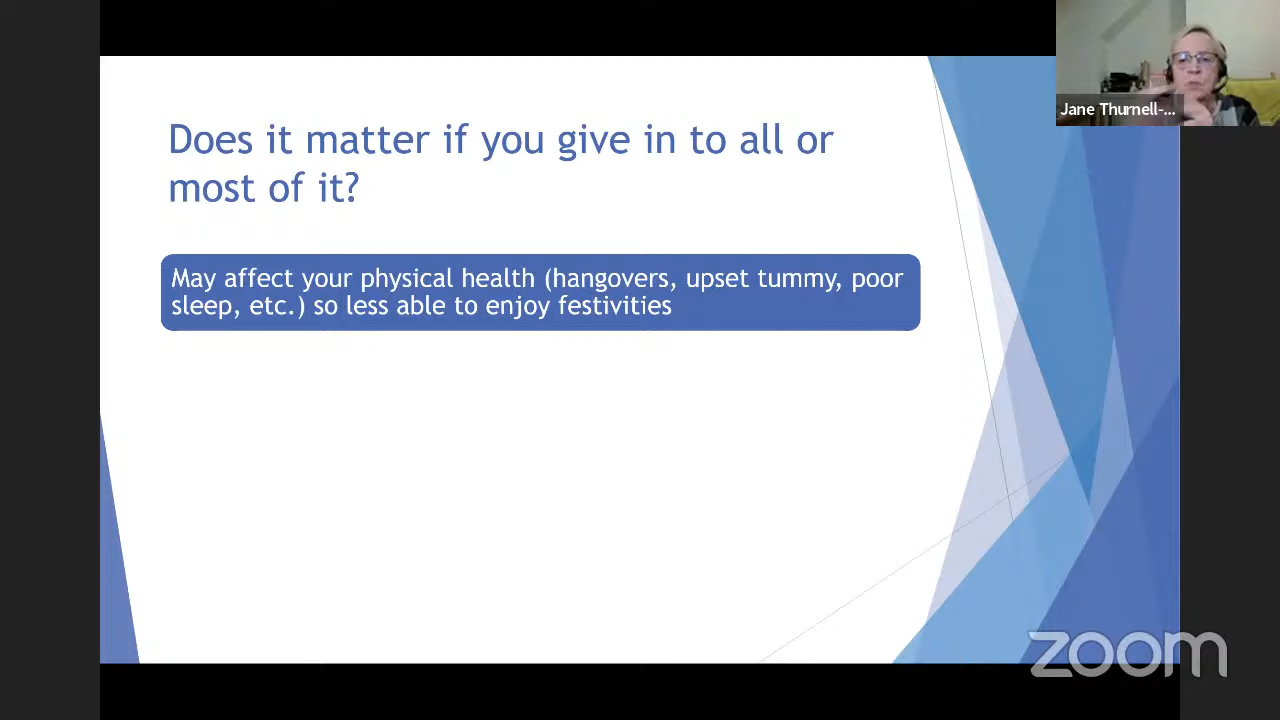 Jane Thurnell-...
Does it matter if you give in to all or
most of it?
May affect your physical health (hangovers, upset tummy, poor
sleep, etc.) so less able to enjoy festivities
zoom